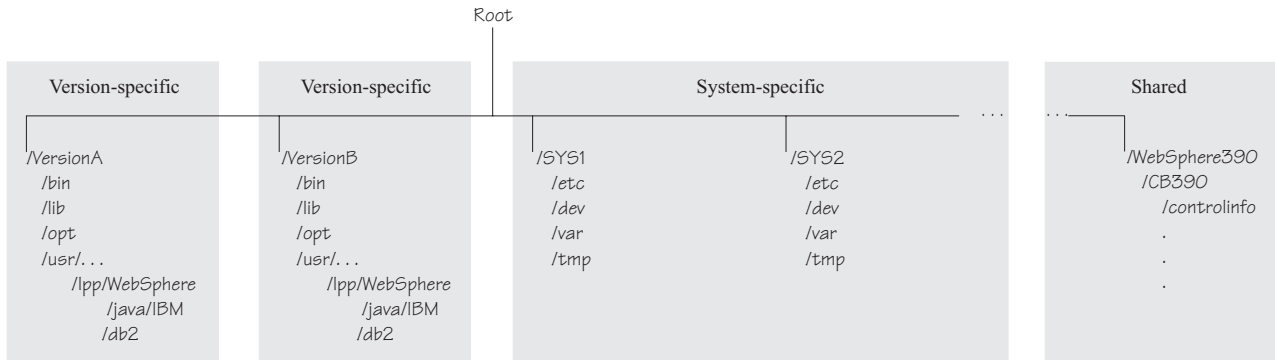 Root
Version-specific
/VersionA
/bin
/lib
/opt
/usr/...
/lpp/WebSphere
/java/IBM
/db2
Version-specific
/VersionB
/bin
/lib
/opt
/usr/...
/lpp/WebSphere
/java/IBM
/db2
System-specific
/SYS1
/etc
/dev
/var
/tmp
/SYS2
/etc
/dev
/var
/tmp
... ...
Shared
/WebSphere390
/CB390
/controlinfo
.
.
.